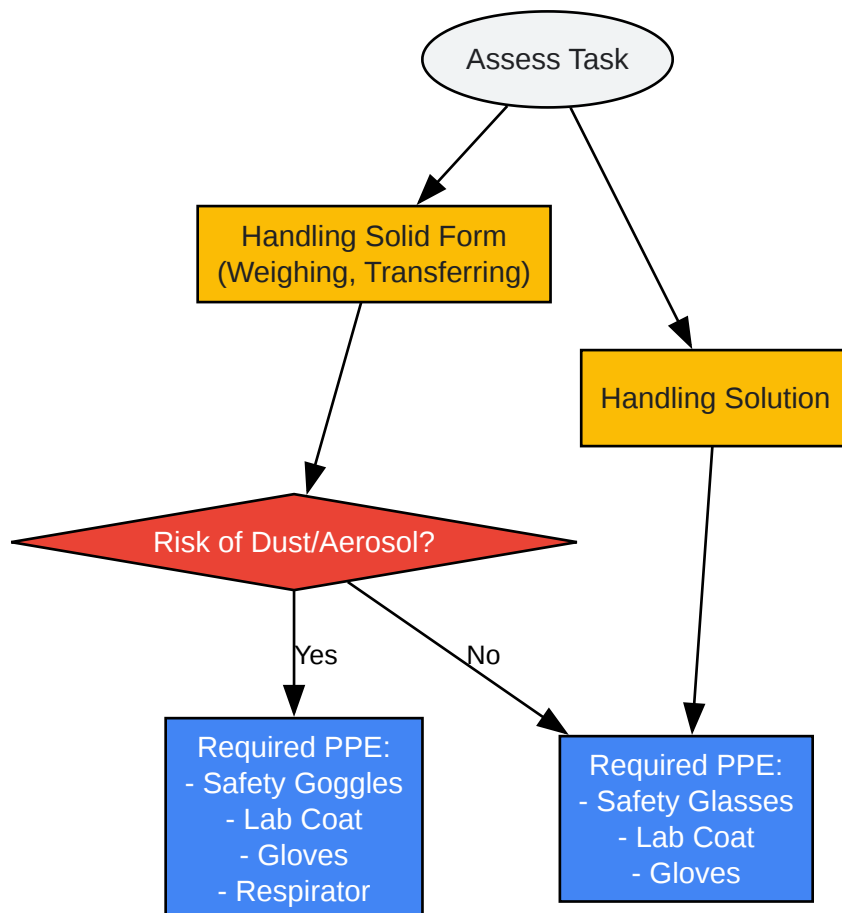 Assess Task
Handling Solid Form
(Weighing, Transferring)
Handling Solution
Risk of Dust/Aerosol?
Yes
No
Required PPE:
- Safety Goggles
- Lab Coat
- Gloves
- Respirator
Required PPE:
- Safety Glasses
- Lab Coat
- Gloves